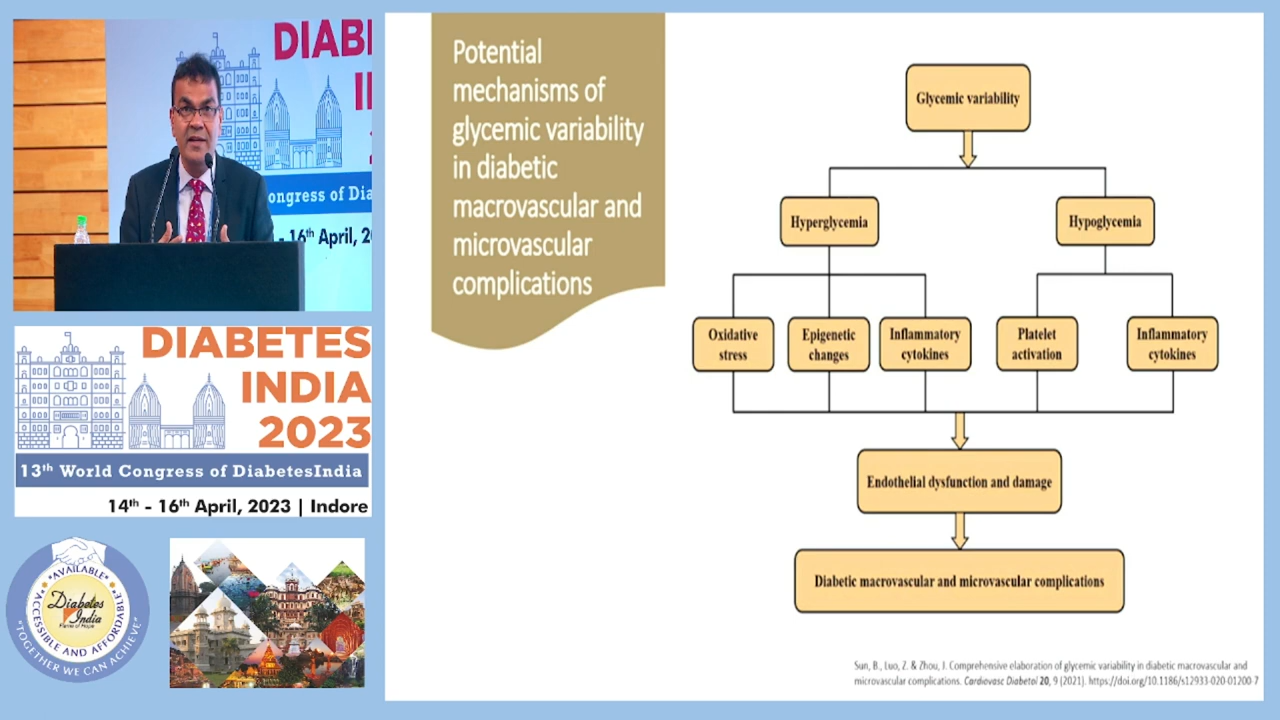 DIABI
II
ongress of Dia
- 16th April, 2
DIABETES
INDIA
2023
13th World Congress of DiabetesIndia
14th - 16th April, 2023 | Indore
*AVAILABLE*
*ACCESSIBLE AND AFFORDABLE*
Diabetes
India
"TOGETHER WE CAN ACHIEVE"
Potential
mechanisms of
glycemic variability
in diabetic
macrovascular and
microvascular
complications
Glycemic variability
Hyperglycemia
Hypoglycemia
Oxidative
stress
Epigenetic
changes
Inflammatory
cytokines
Platelet
activation
Inflammatory
cytokines
Endothelial dysfunction and damage
Diabetic macrovascular and microvascular complications
Sun, B., Luo, Z. & Zhou, J. Comprehensive elaboration of glycemic variability in diabetic macrovascular and
microvascular complications. Cardiovasc Diabetol 20, 9 (2021). https://doi.org/10.1186/s12933-020-01200-7